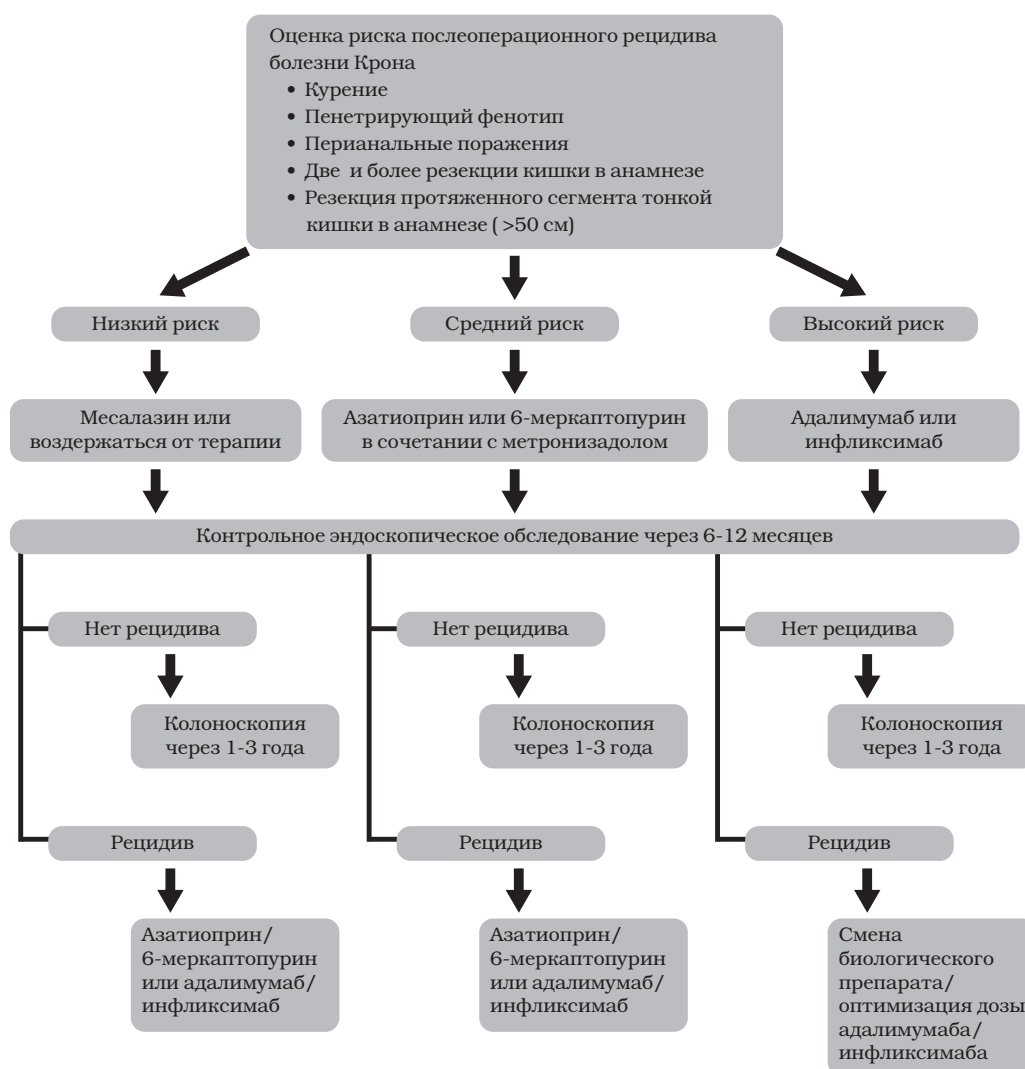 Оценка риска послеоперационного рецидива
болезни Крона
• Курение
• Пенетрирующий фенотип
• Перианальные поражения
• Две и более резекции кишки в анамнезе
• Резекция протяженного сегмента тонкой
кишки в анамнезе ( >50 см)
Низкий риск
Средний риск
Высокий риск
Месалазин или
воздержаться от терапии
Азатиоприн или 6-меркаптопурин
в сочетании с метронизадолом
Адалимумаб или
инфликсимаб
Контрольное эндоскопическое обследование через 6-12 месяцев
Нет рецидива
Нет рецидива
Нет рецидива
Колоноскопия
через 1-3 года
Колоноскопия
через 1-3 года
Колоноскопия
через 1-3 года
Рецидив
Рецидив
Рецидив
Азатиоприн/
6-меркаптопурин
или адалимумаб/
инфликсимаб
Азатиоприн/
6-меркаптопурин
или адалимумаб/
инфликсимаб
Смена
биологического
препарата/
оптимизация дозы
адалимумаба/
инфликсимаба